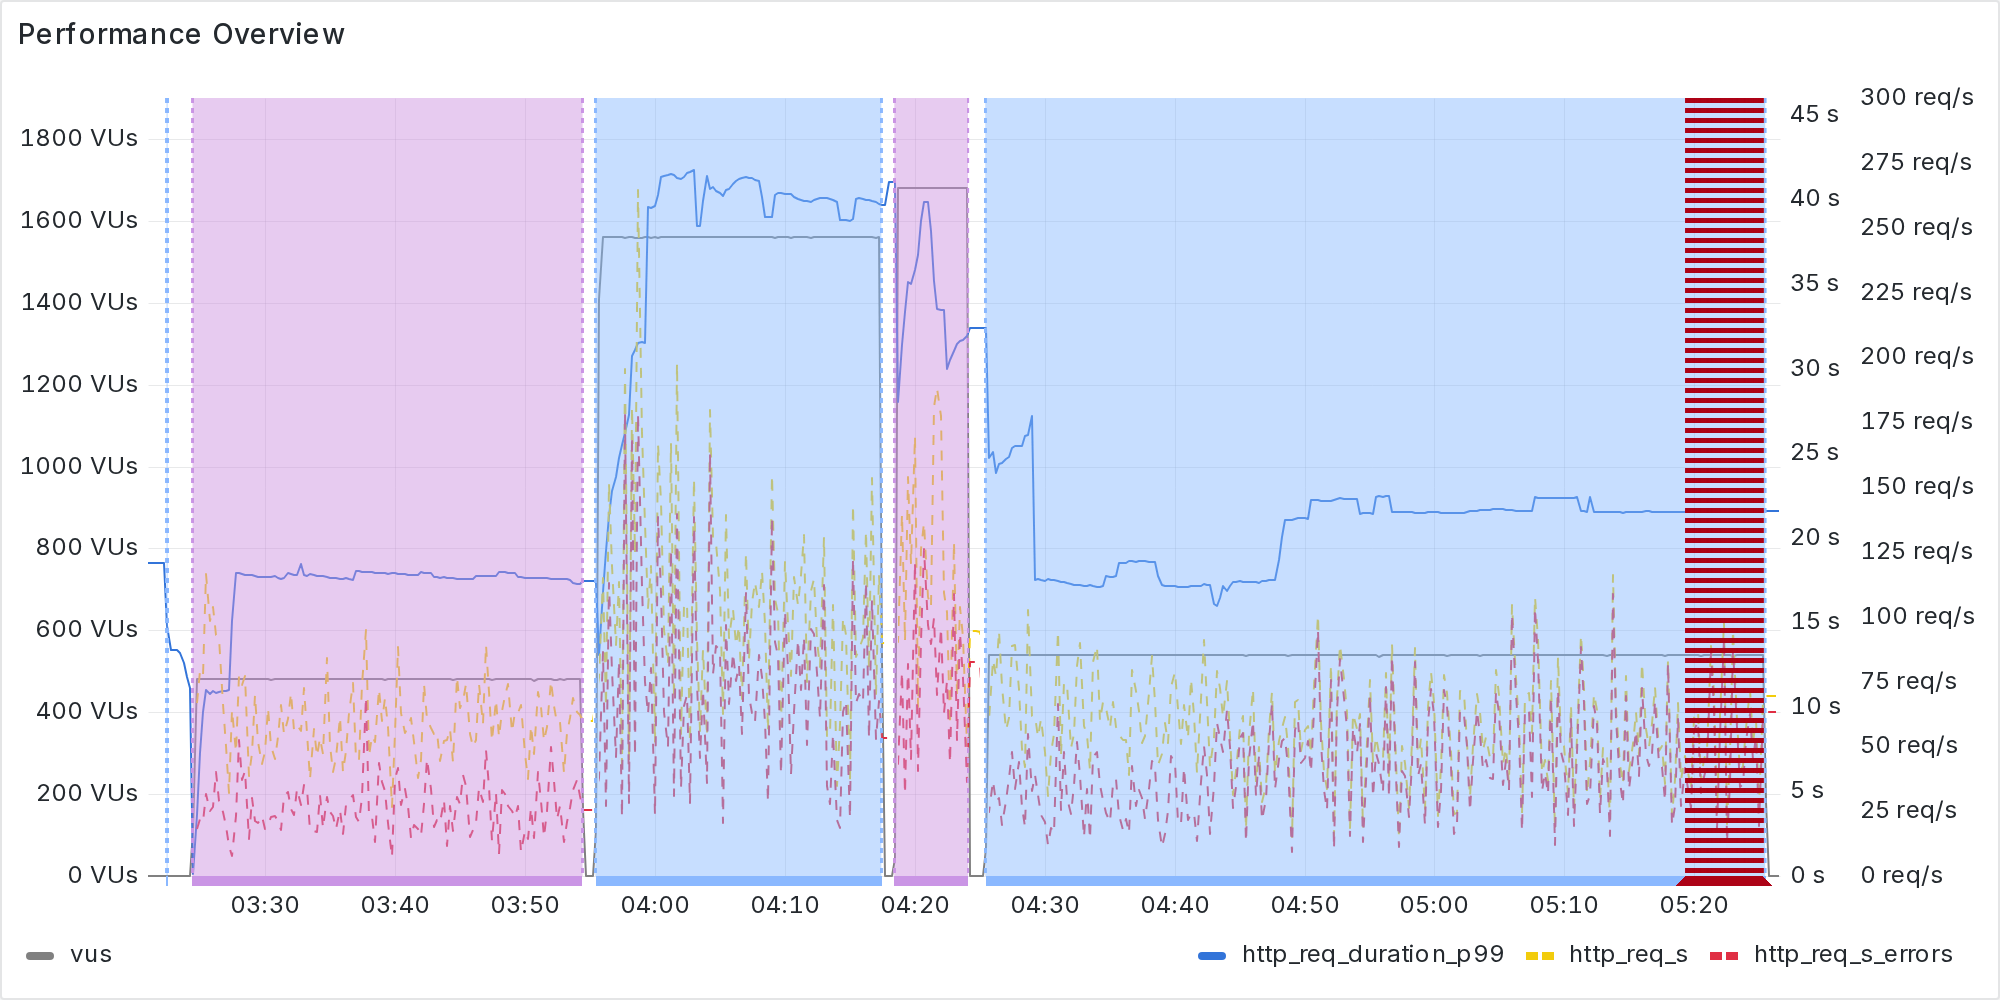 Performance Overview
1800 VUs
1600 VUs
1400 VUs
1200 VUs
1000 VUs
800 VUs
600 VUs
400 VUs
200 VUs
0 VUs
45 s
40 s
35 s
30 s
25 s
20 s
15 s
10 s
5 s
0 s
300 req/s
275 req/s
250 req/s
225 req/s
200 req/s
175 req/s
150 req/s
125 req/s
100 req/s
75 req/s
50 req/s
25 req/s
0 req/s
03:30 03:40 03:50 04:00 04:10 04:20 04:30 04:40 04:50 05:00 05:10 05:20
vus http_req_duration_p99 http_req_s http_req_s_errors